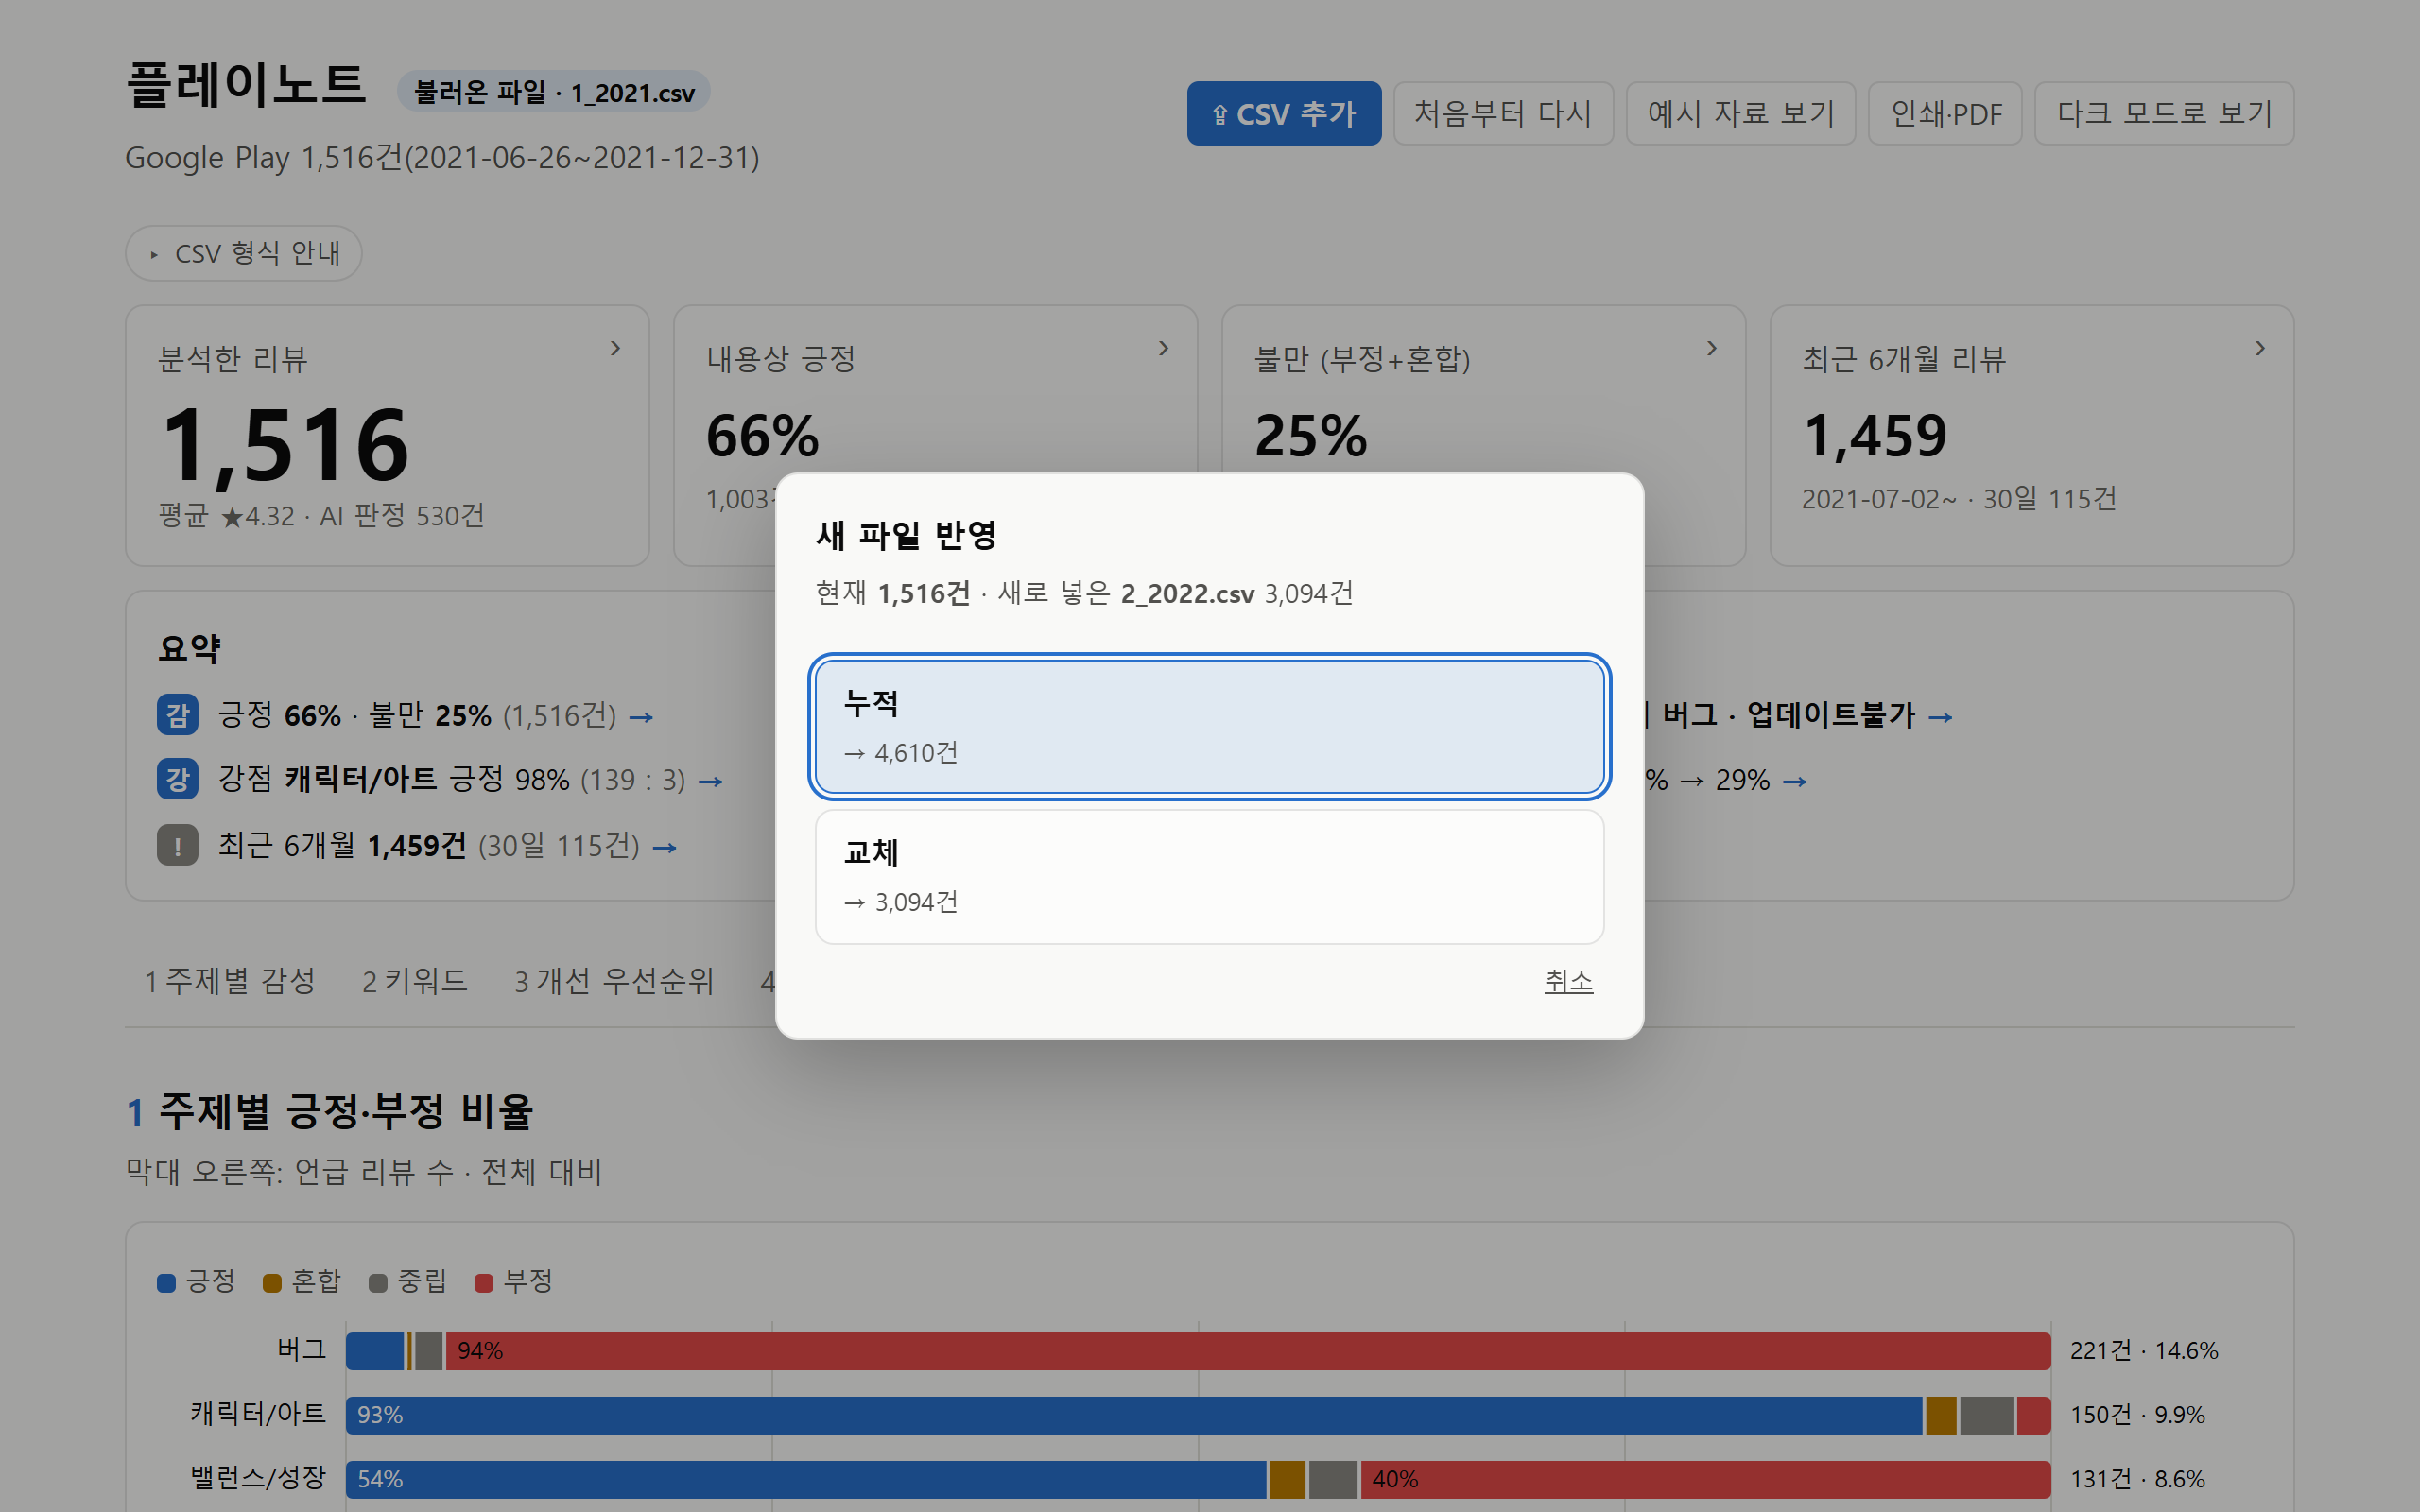 플레이노트
불러온 파일 · 1_2021.csv
Google Play 1,516건(2021-06-26~2021-12-31)
⇪ CSV 추가
처음부터 다시
예시 자료 보기
인쇄·PDF
다크 모드로 보기
▸ CSV 형식 안내
분석한 리뷰 ›
1,516
평균 ★4.32 · AI 판정 530건
내용상 긍정 ›
66%
1,003
불만 (부정+혼합) ›
25%
최근 6개월 리뷰 ›
1,459
2021-07-02~ · 30일 115건
요약
감 긍정 66% · 불만 25% (1,516건) →
강 강점 캐릭터/아트 긍정 98% (139 : 3) →
! 최근 6개월 1,459건 (30일 115건) →
버그 · 업데이트불가 →
% → 29% →
새 파일 반영
현재 1,516건 · 새로 넣은 2_2022.csv 3,094건
누적
→ 4,610건
교체
→ 3,094건
취소
1 주제별 감성
2 키워드
3 개선 우선순위
4
1 주제별 긍정·부정 비율
막대 오른쪽: 언급 리뷰 수 · 전체 대비
긍정 혼합 중립 부정
버그 94% 221건 · 14.6%
캐릭터/아트 93% 150건 · 9.9%
밸런스/성장 54% 40% 131건 · 8.6%